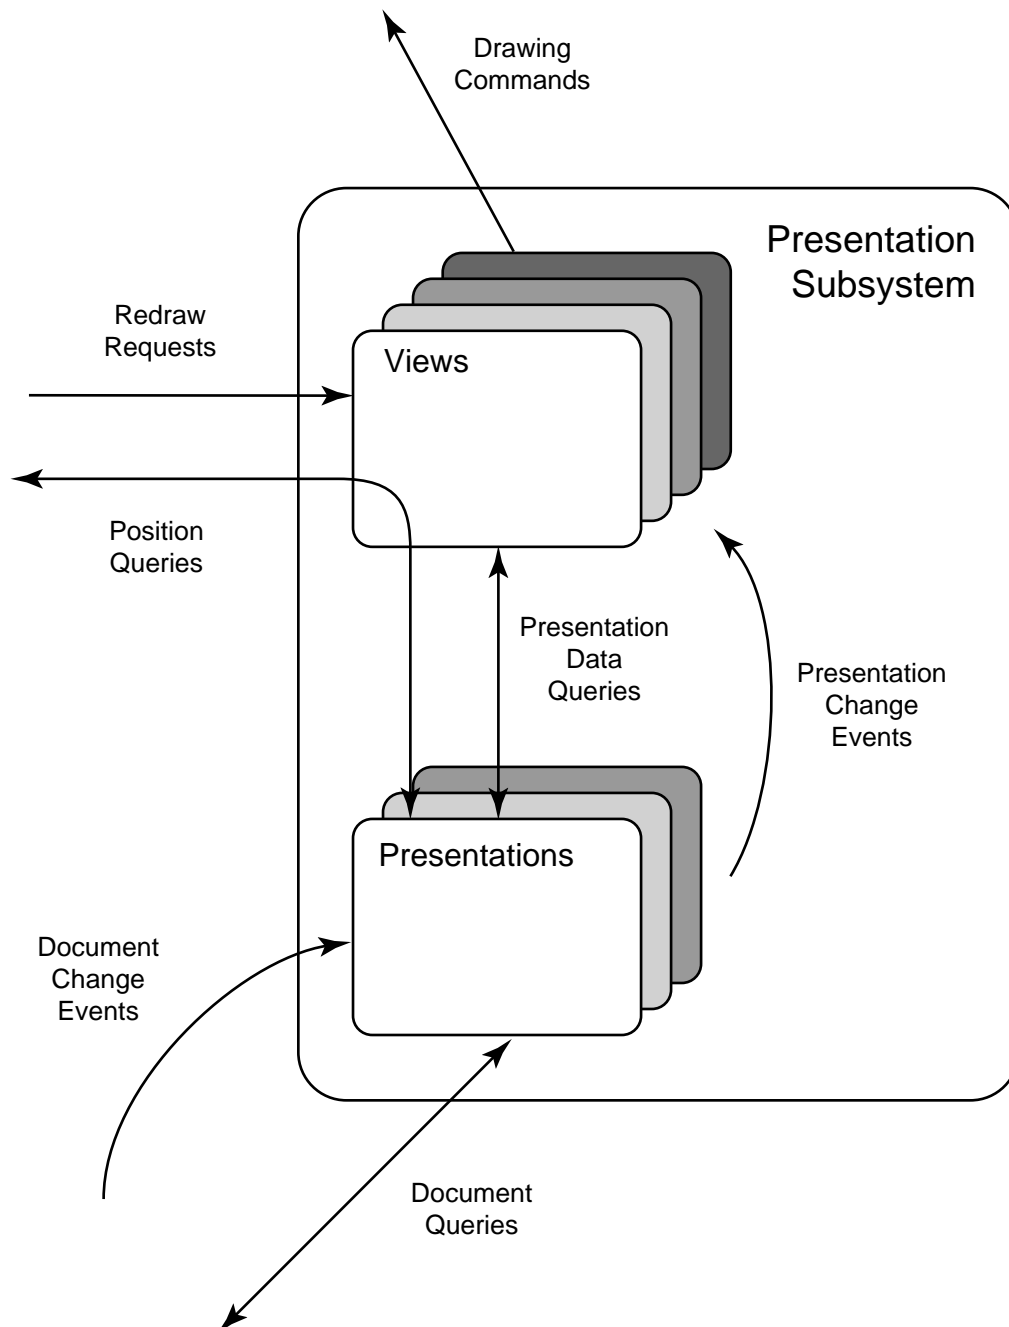 Drawing
Commands
Presentation
Subsystem
Redraw
Requests
Views
Position
Queries
Presentation
Data
Queries
Presentation
Change
Events
Presentations
Document
Change
Events
Document
Queries